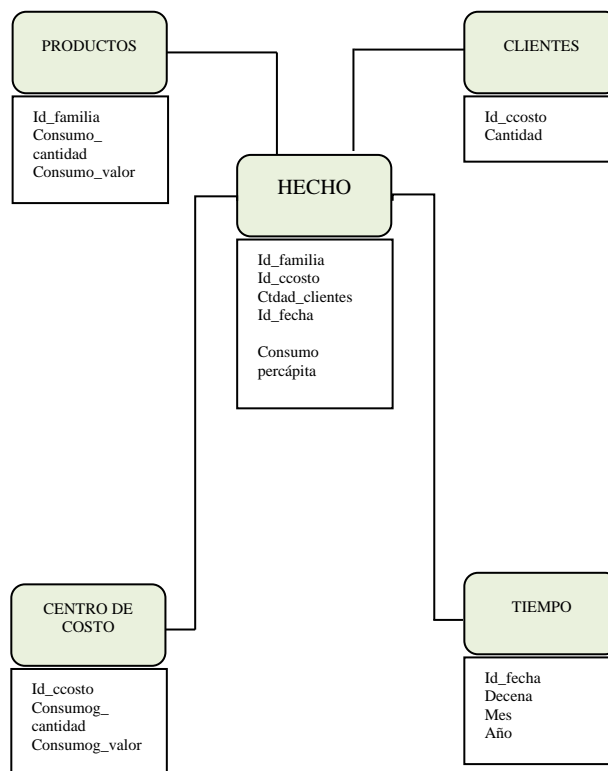 PRODUCTOS
Id_familia
Consumo_
cantidad
Consumo_valor
CLIENTES
Id_ccosto
Cantidad
HECHO
Id_familia
Id_ccosto
Ctdad_clientes
Id_fecha
Consumo
percápita
CENTRO DE
COSTO
Id_ccosto
Consumog_
cantidad
Consumog_valor
TIEMPO
Id_fecha
Decena
Mes
Año